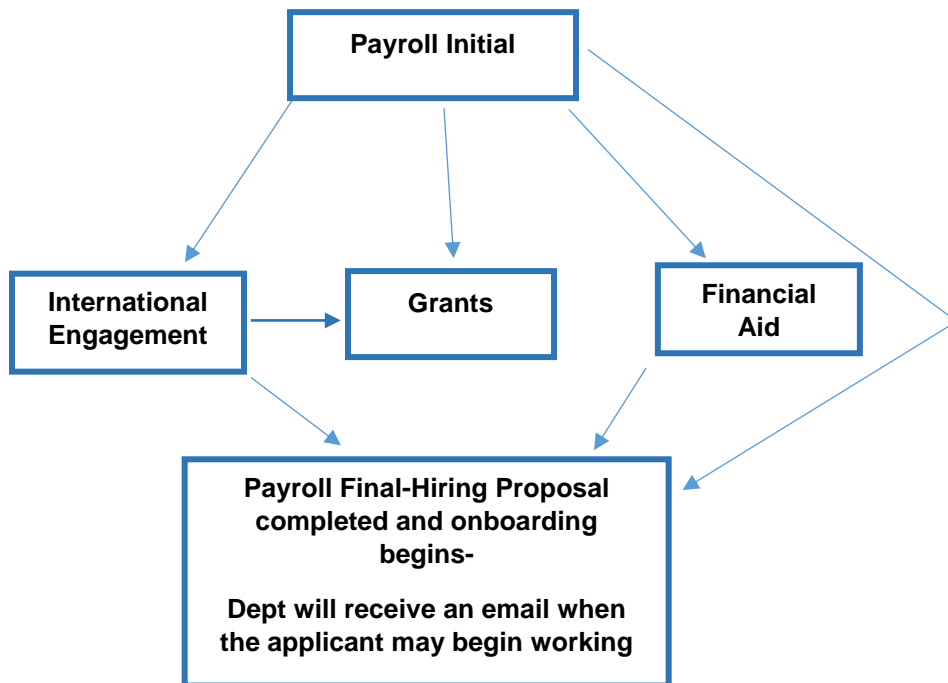 Payroll Initial
International
Engagement
Grants
Financial
Aid
Payroll Final-Hiring Proposal
completed and onboarding
begins-
Dept will receive an email when
the applicant may begin working